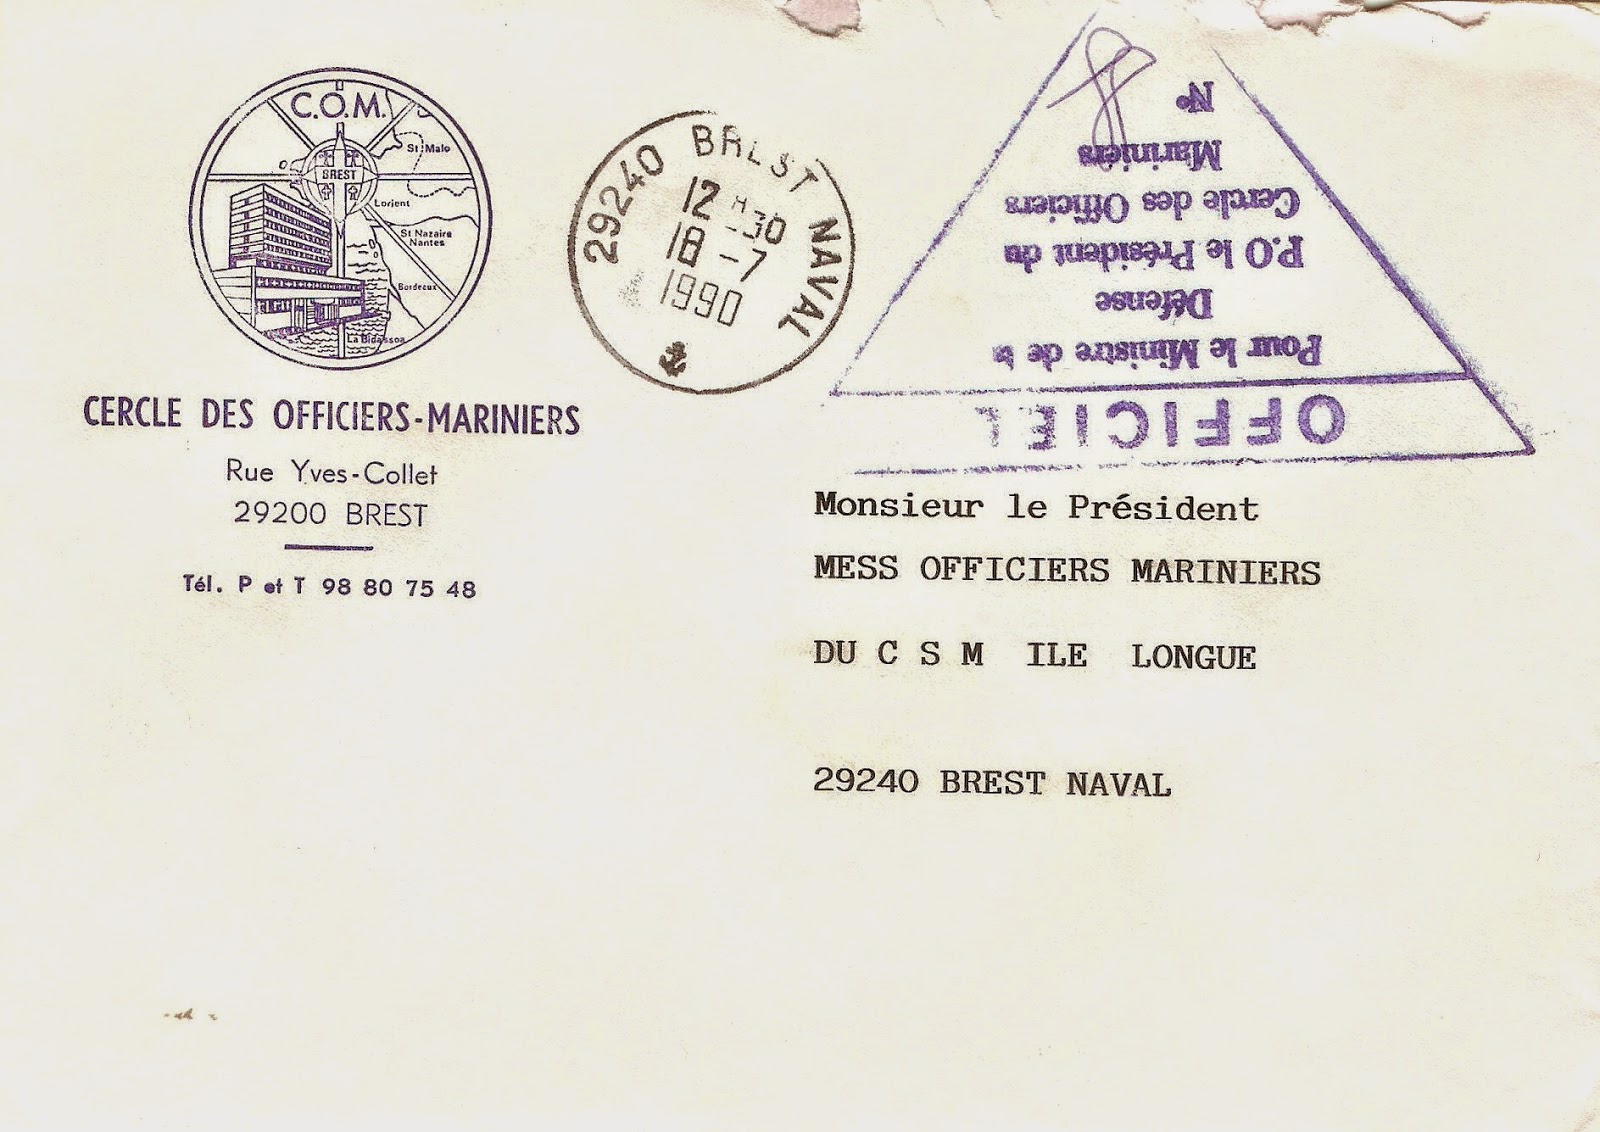 C.O.M.
BREST
St Malo
Lorient
St Nazaire
Nantes
Bordeaux
La Bidassoa
CERCLE DES OFFICIERS-MARINIERS
Rue Yves-Collet
29200 BREST
Tél. P et T 98 80 75 48
29240 BREST NAVAL
12 H30
18 -7
1990
OFFICIEL
Pour le Ministre de la
Défense
P.O le Président du
Cercle des Officiers
Mariniers
N°
Monsieur le Président
MESS OFFICIERS MARINIERS
DU C S M ILE LONGUE
29240 BREST NAVAL